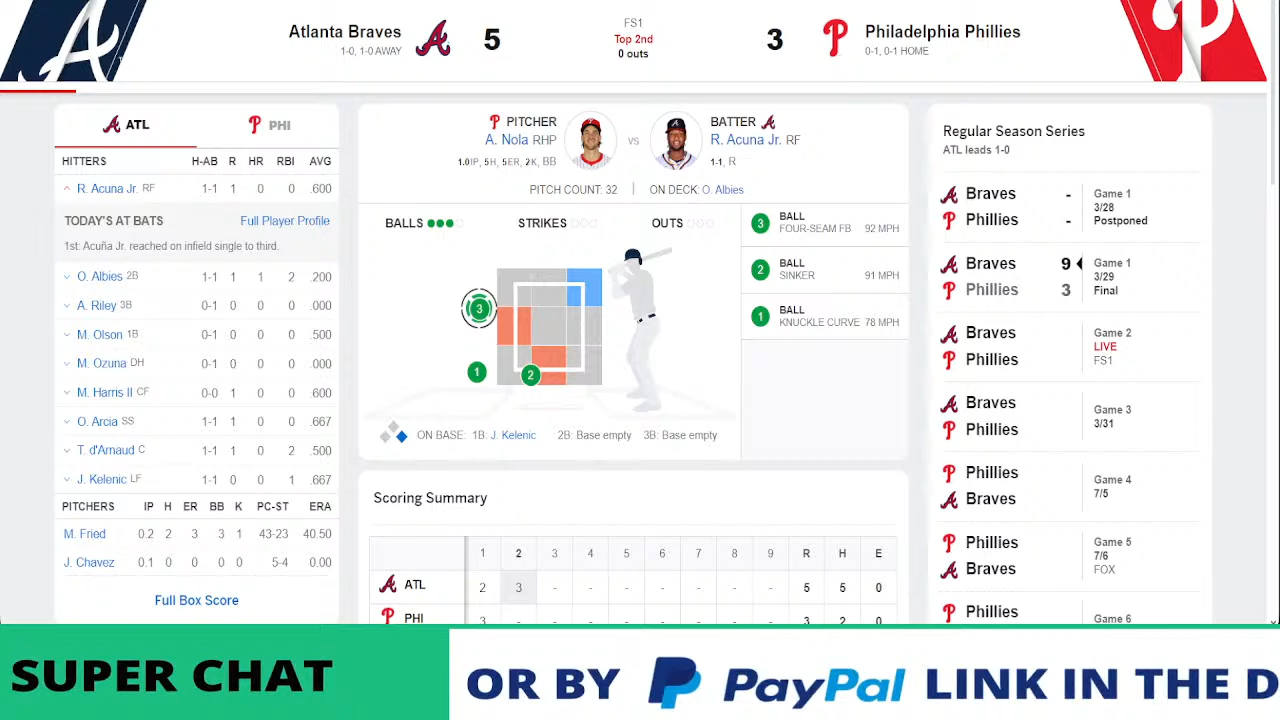 Atlanta Braves
1-0, 1-0 AWAY
5
FS1
Top 2nd
0 outs
3
Philadelphia Phillies
0-1, 0-1 HOME
ATL
PHI
HITTERS H-AB R HR RBI AVG
R. Acuna Jr. RF 1-1 1 0 0 .600
TODAY'S AT BATS Full Player Profile
1st: Acuña Jr. reached on infield single to third.
O. Albies 2B 1-1 1 1 2 .200
A. Riley 3B 0-1 0 0 0 .000
M. Olson 1B 0-1 0 0 0 .500
M. Ozuna DH 0-1 0 0 0 .000
M. Harris II CF 0-0 1 0 0 .600
O. Arcia SS 1-1 1 0 0 .667
T. d'Arnaud C 1-1 1 0 2 .500
J. Kelenic LF 1-1 0 0 1 .667
PITCHERS IP H ER BB K PC-ST ERA
M. Fried 0.2 2 3 3 1 43-23 40.50
J. Chavez 0.1 0 0 0 0 5-4 0.00
Full Box Score
PITCHER
A. Nola RHP
1.0IP, 5H, 5ER, 2K, BB
VS
BATTER
R. Acuna Jr. RF
1-1, R
PITCH COUNT: 32 ON DECK: O. Albies
BALLS STRIKES OUTS
3
1
2
ON BASE: 1B: J. Kelenic 2B: Base empty 3B: Base empty
3 BALL
FOUR-SEAM FB 92 MPH
2 BALL
SINKER 91 MPH
1 BALL
KNUCKLE CURVE 78 MPH
Scoring Summary
1 2 3 4 5 6 7 8 9 R H E
ATL 2 3 - - - - - - - 5 5 0
PHI 3 - - - - - - - - 3 2 0
Regular Season Series
ATL leads 1-0
Braves -
Phillies -
Game 1
3/28
Postponed
Braves 9
Phillies 3
Game 1
3/29
Final
Braves
Phillies
Game 2
LIVE
FS1
Braves
Phillies
Game 3
3/31
Phillies
Braves
Game 4
7/5
Phillies
Braves
Game 5
7/6
FOX
Phillies
Game 6
SUPER CHAT
OR BY PayPal LINK IN THE D